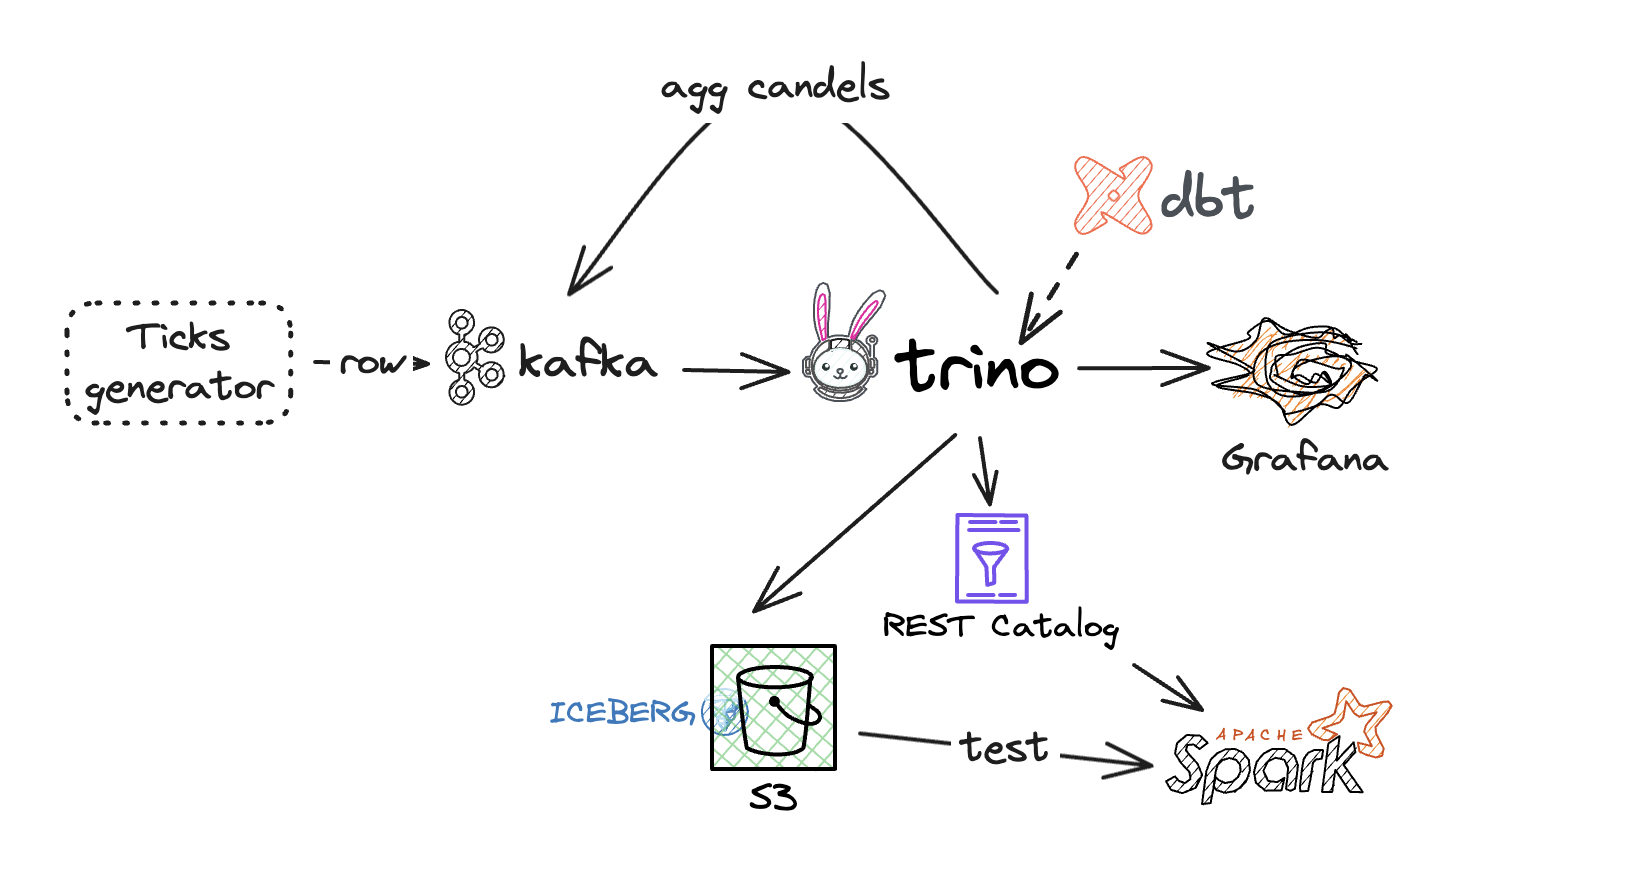 agg candels
dbt
Ticks
generator
row
kafka
trino
Grafana
REST Catalog
ICEBERG
S3
test
APACHE
Spark